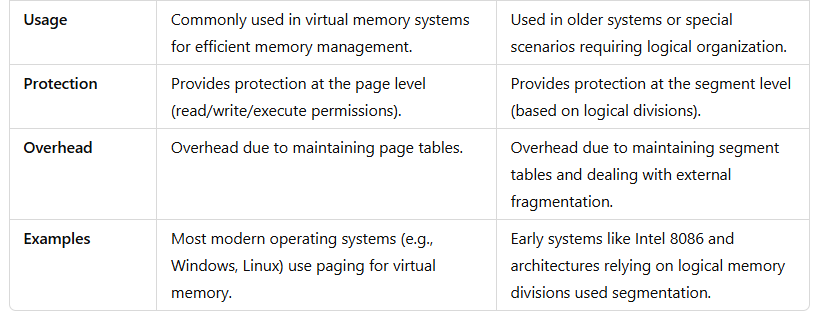 Usage
Commonly used in virtual memory systems
for efficient memory management.
Used in older systems or special
scenarios requiring logical organization.
Protection
Provides protection at the page level
(read/write/execute permissions).
Provides protection at the segment level
(based on logical divisions).
Overhead
Overhead due to maintaining page tables.
Overhead due to maintaining segment
tables and dealing with external
fragmentation.
Examples
Most modern operating systems (e.g.,
Windows, Linux) use paging for virtual
memory.
Early systems like Intel 8086 and
architectures relying on logical memory
divisions used segmentation.